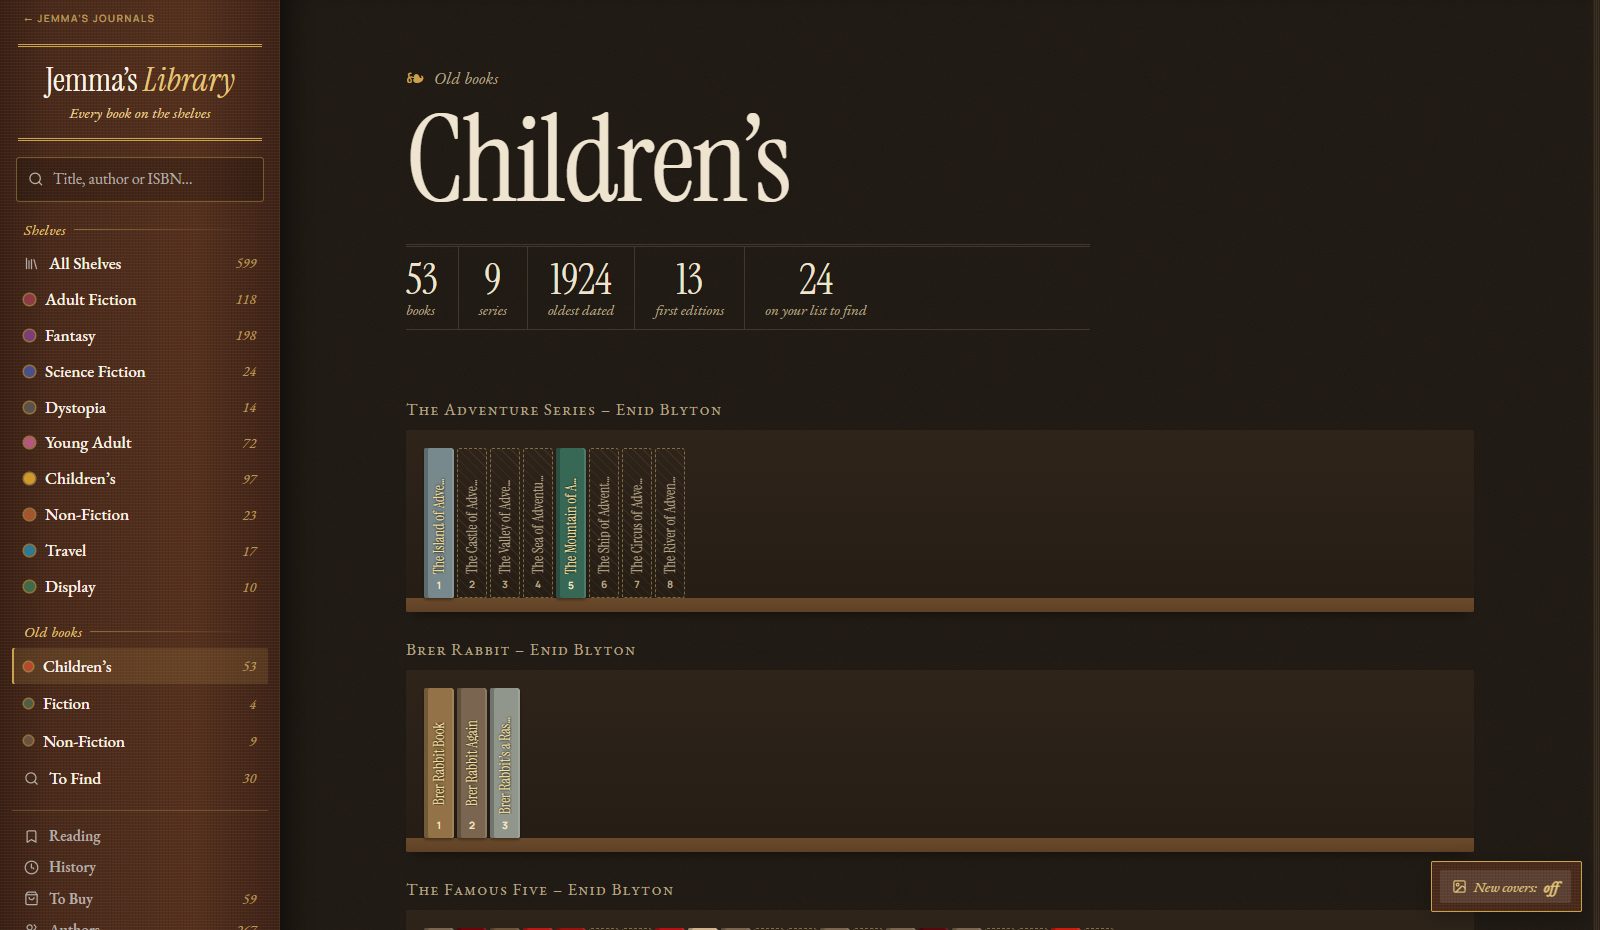 ← JEMMA'S JOURNALS
Jemma's Library
Every book on the shelves
Title, author or ISBN...
Shelves
All Shelves 599
Adult Fiction 118
Fantasy 198
Science Fiction 24
Dystopia 14
Young Adult 72
Children's 97
Non-Fiction 23
Travel 17
Display 10
Old books
Children's 53
Fiction 4
Non-Fiction 9
To Find 30
Reading
History
To Buy 59
Authors 267
Old books
Children's
53 books
9 series
1924 oldest dated
13 first editions
24 on your list to find
The Adventure Series – Enid Blyton
The Island of Adve... 1
The Castle of Adve... 2
The Valley of Adve... 3
The Sea of Adventu... 4
The Mountain of A... 5
The Ship of Advent... 6
The Circus of Adve... 7
The River of Adven... 8
Brer Rabbit – Enid Blyton
Brer Rabbit Book 1
Brer Rabbit Again 2
Brer Rabbit's a Ras... 3
The Famous Five – Enid Blyton
New covers: off